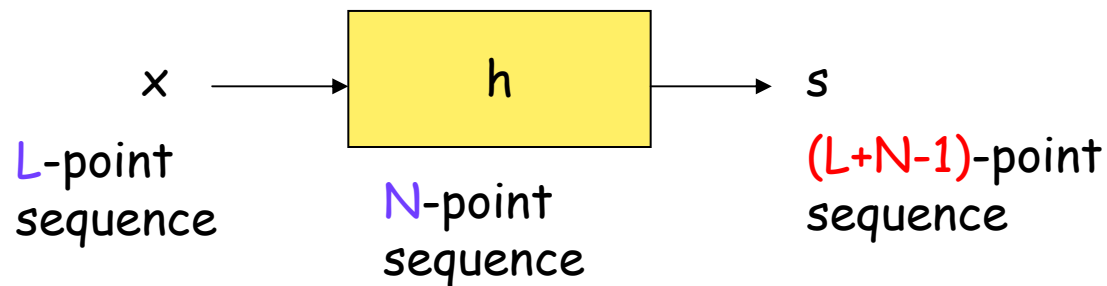 x
h
s
L-point
sequence
N-point
sequence
(L+N-1)-point
sequence